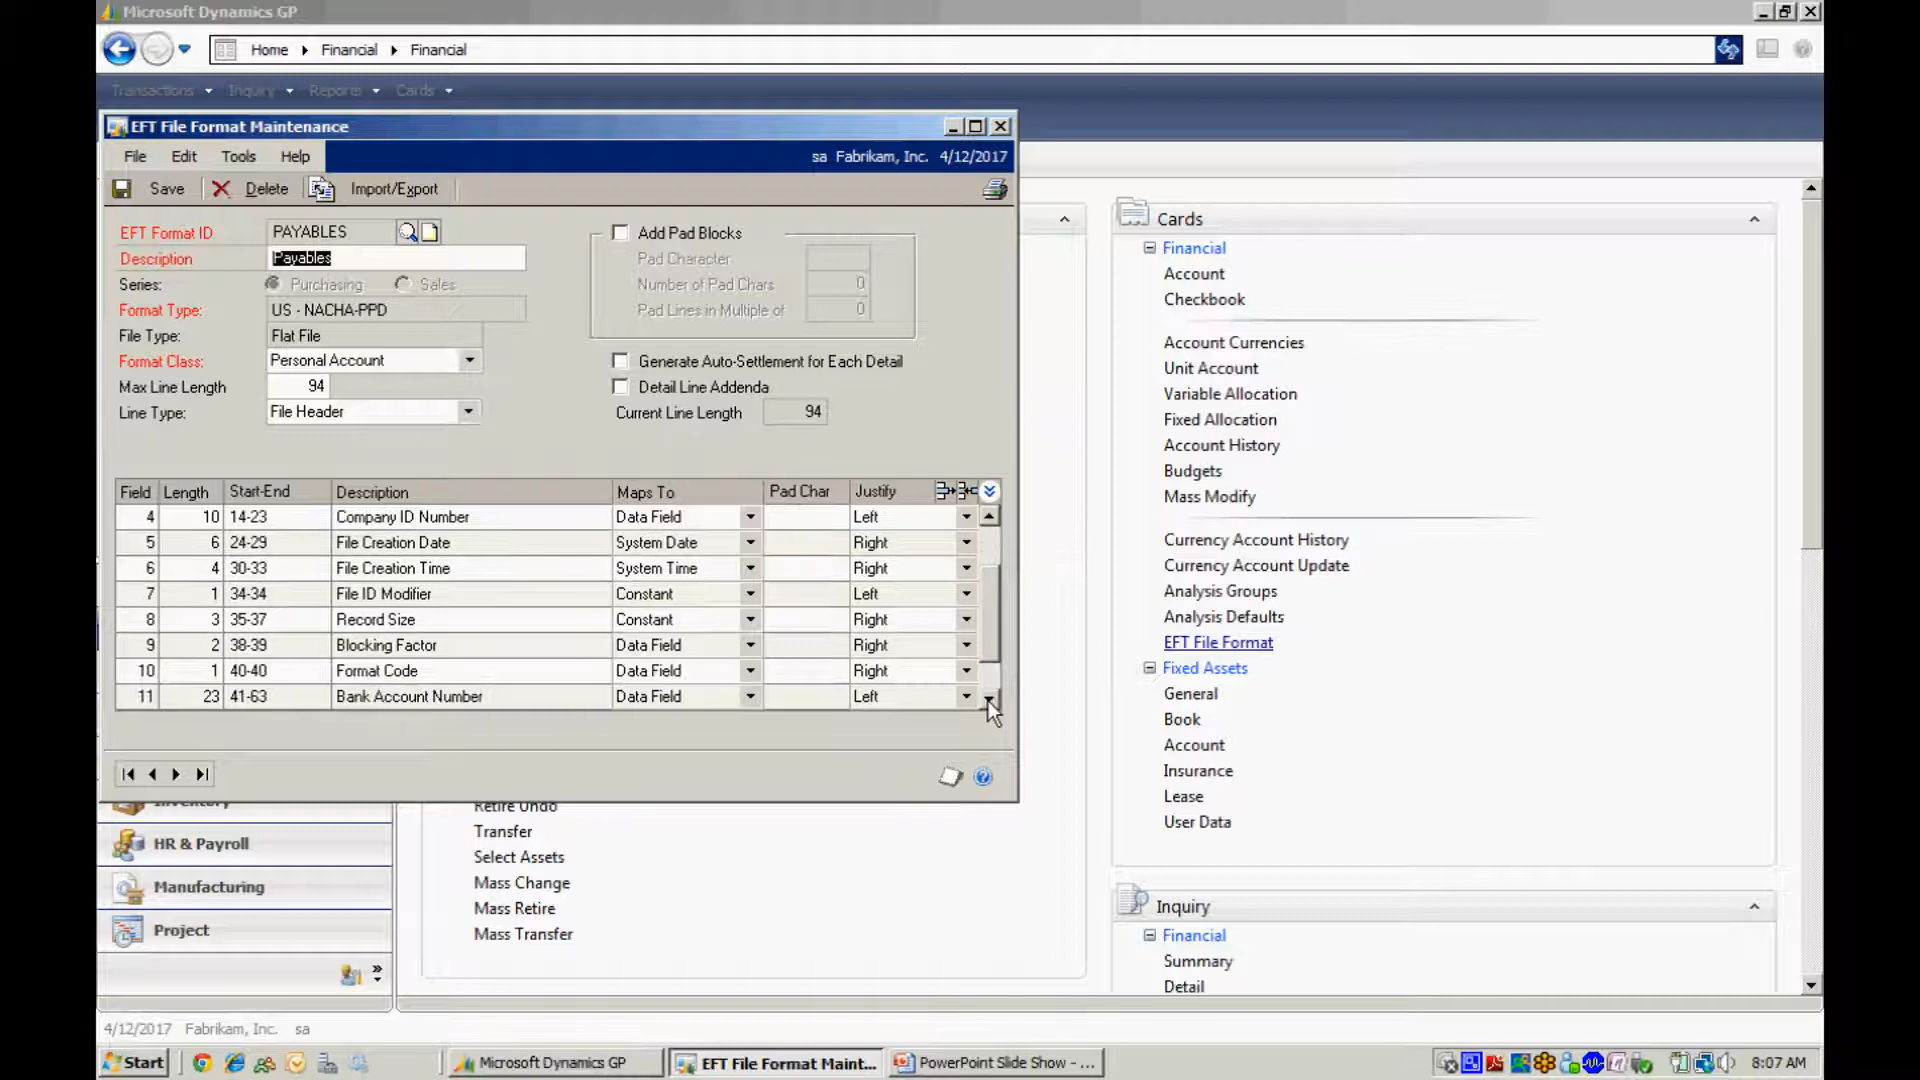 Microsoft Dynamics GP
Home Financial Financial
Transactions Inquiry Reports Cards
EFT File Format Maintenance
File Edit Tools Help sa Fabrikam, Inc. 4/12/2017
Save Delete Import/Export
EFT Format ID PAYABLES
Description Payables
Series: Purchasing Sales
Format Type: US - NACHA-PPD
File Type: Flat File
Format Class: Personal Account
Max Line Length 94
Line Type: File Header
Add Pad Blocks
Pad Character
Number of Pad Chars 0
Pad Lines in Multiple of 0
Generate Auto-Settlement for Each Detail
Detail Line Addenda
Current Line Length 94
Field Length Start-End Description Maps To Pad Char Justify
4 10 14-23 Company ID Number Data Field Left
5 6 24-29 File Creation Date System Date Right
6 4 30-33 File Creation Time System Time Right
7 1 34-34 File ID Modifier Constant Left
8 3 35-37 Record Size Constant Right
9 2 38-39 Blocking Factor Data Field Right
10 1 40-40 Format Code Data Field Right
11 23 41-63 Bank Account Number Data Field Left
Inventory
HR & Payroll
Manufacturing
Project
Retire Undo
Transfer
Select Assets
Mass Change
Mass Retire
Mass Transfer
Cards
Financial
Account
Checkbook
Account Currencies
Unit Account
Variable Allocation
Fixed Allocation
Account History
Budgets
Mass Modify
Currency Account History
Currency Account Update
Analysis Groups
Analysis Defaults
EFT File Format
Fixed Assets
General
Book
Account
Insurance
Lease
User Data
Inquiry
Financial
Summary
Detail
4/12/2017 Fabrikam, Inc. sa
Start Microsoft Dynamics GP EFT File Format Maint... PowerPoint Slide Show - ... 8:07 AM